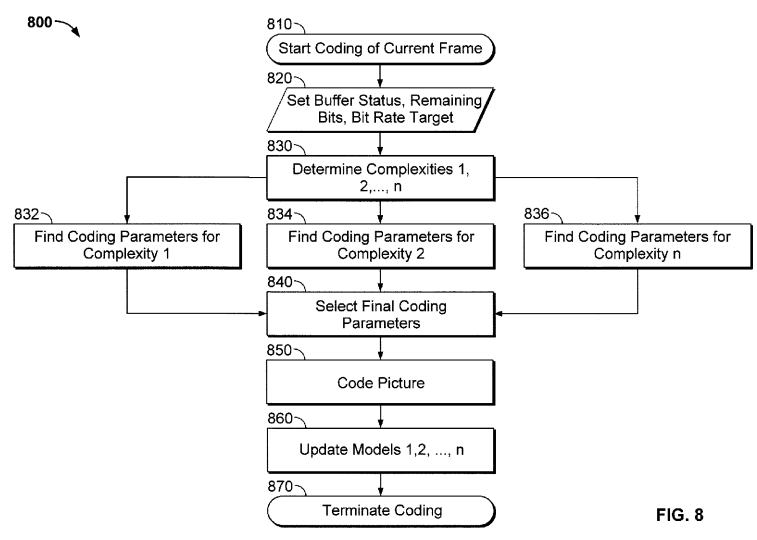 800
810
Start Coding of Current Frame
820
Set Buffer Status, Remaining
Bits, Bit Rate Target
830
Determine Complexities 1,
2,..., n
832
Find Coding Parameters for
Complexity 1
834
Find Coding Parameters for
Complexity 2
836
Find Coding Parameters for
Complexity n
840
Select Final Coding
Parameters
850
Code Picture
860
Update Models 1,2, ..., n
870
Terminate Coding
FIG. 8